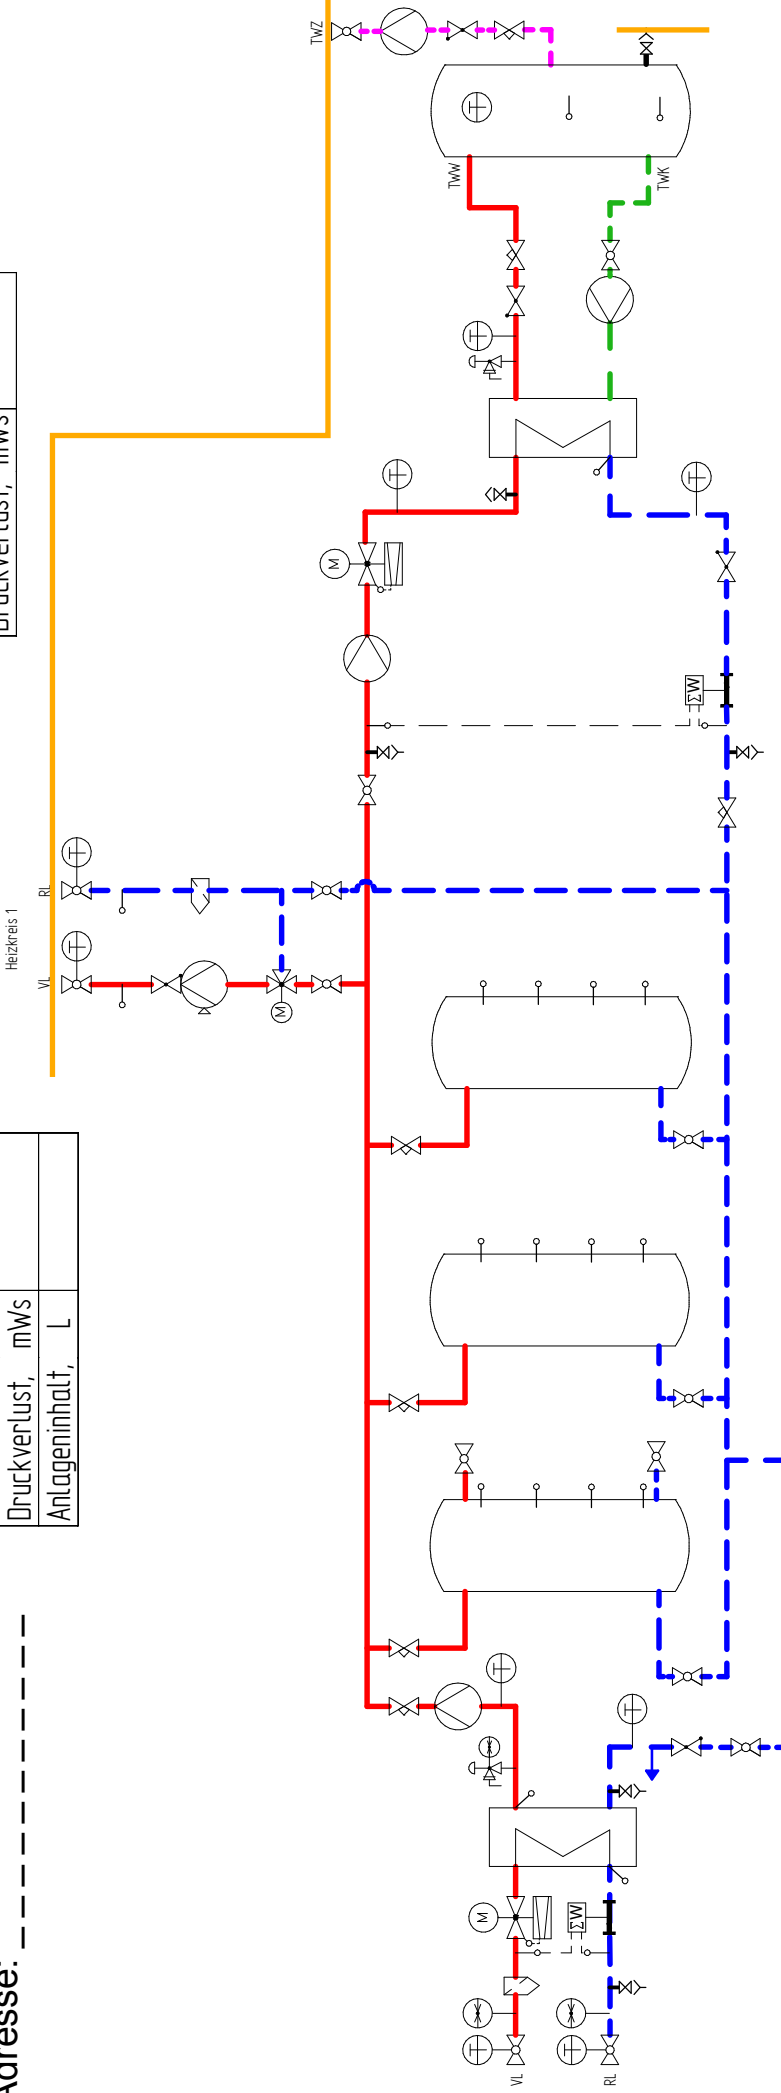 TWZ
T
TWW
TWK
T
Druckverlust, mWs
T
T
M
ΣW
T
RL
Heizkreis 1
T
VL
M
Druckverlust, mWs
Anlageninhalt, L
T
T
Adresse:
M
ΣW
T
T
VL
RL